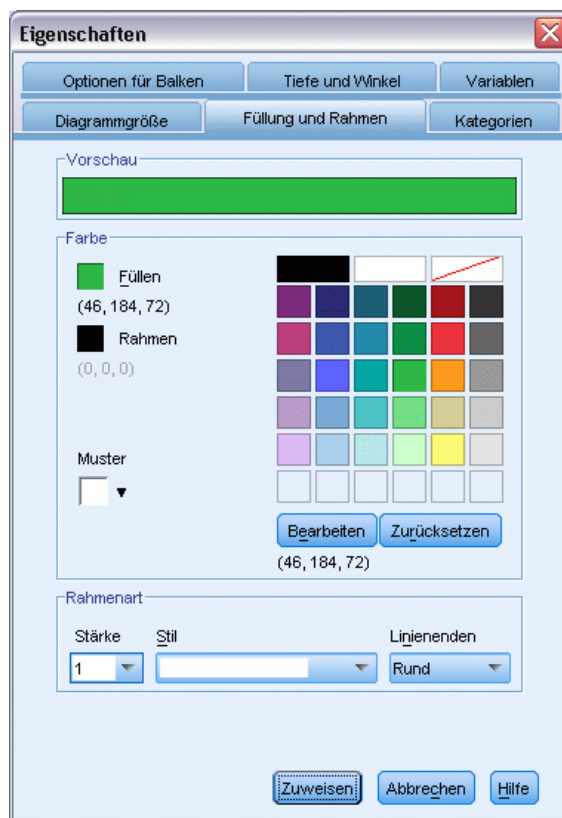 Eigenschaften
Optionen für Balken Tiefe und Winkel Variablen
Diagrammgröße Füllung und Rahmen Kategorien
Vorschau
Farbe
Füllen
(46, 184, 72)
Rahmen
(0, 0, 0)
Muster
Bearbeiten Zurücksetzen
(46, 184, 72)
Rahmenart
Stärke Stil Linienenden
1 Rund
Zuweisen Abbrechen Hilfe